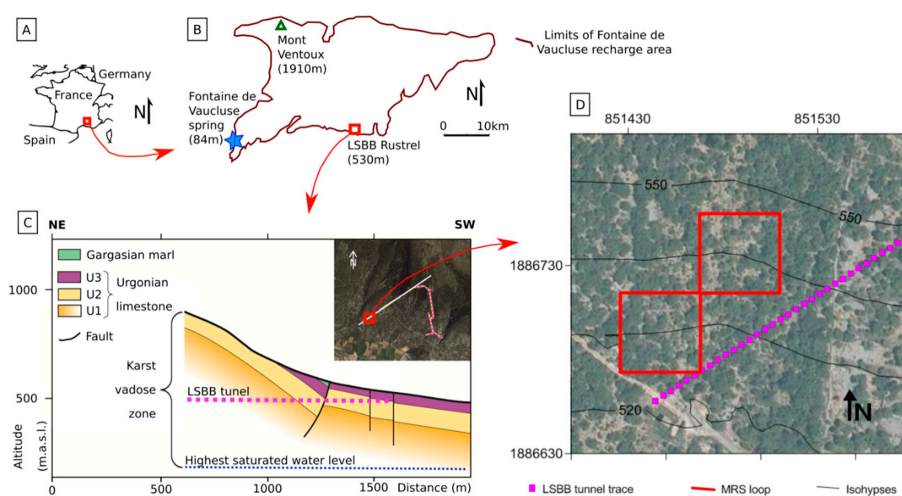 A
Germany
France
Spain
N
B
Mont
Ventoux
(1910m)
Fontaine de
Vaucluse
spring
(84m)
LSBB Rustrel
(530m)
N
0 10km
Limits of Fontaine de
Vaucluse recharge area
C
NE
SW
Gargasian marl
U3
U2
U1
Urgonian
limestone
Fault
Karst
vadose
zone
LSBB tunel
Highest saturated water level
1000
500
0
500
1000
1500
Distance (m)
Altitude
(m.a.s.l.)
N
D
851430
851530
1886730
1886630
550
550
520
N
LSBB tunnel trace
MRS loop
Isohypses